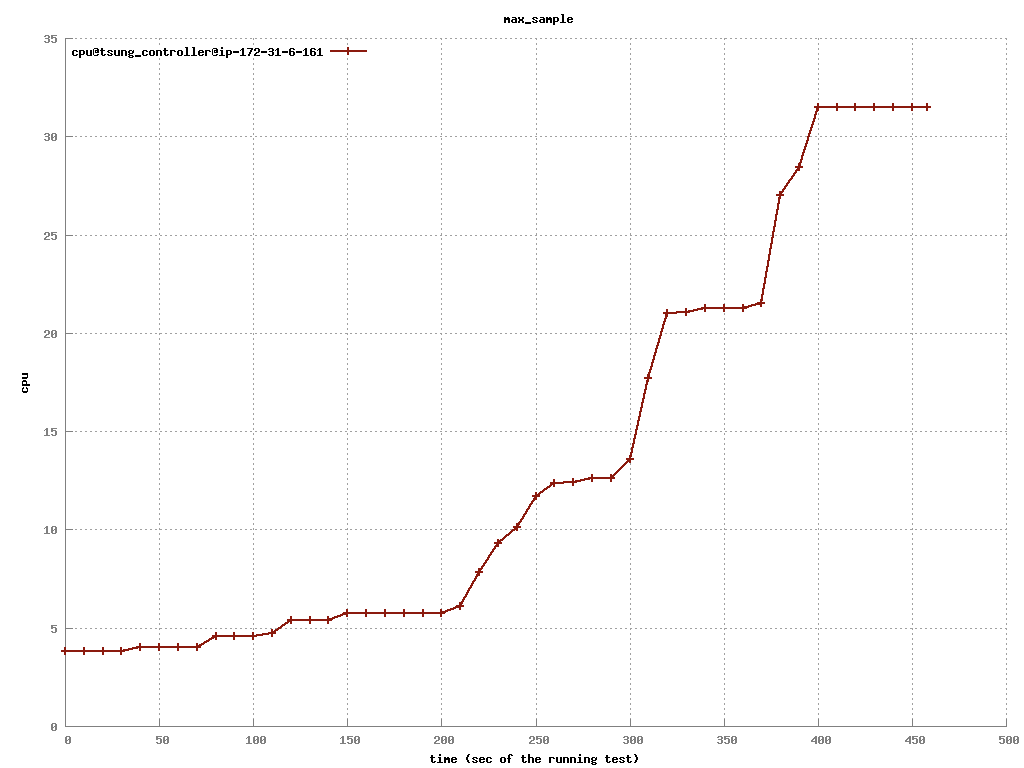 max_sample
35
cpu@tsung_controller@ip-172-31-6-161
30
25
20
cpu
15
10
5
0
0 50 100 150 200 250 300 350 400 450 500
time (sec of the running test)